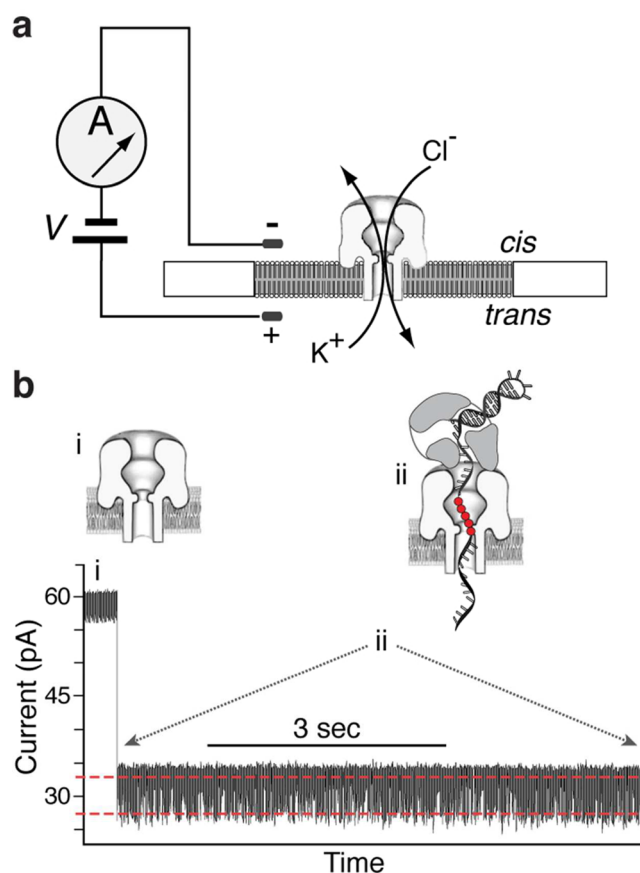 a
A
Cl-
V
-
cis
trans
+
K+
b
i
ii
i
60
ii
45
3 sec
30
Current (pA)
Time